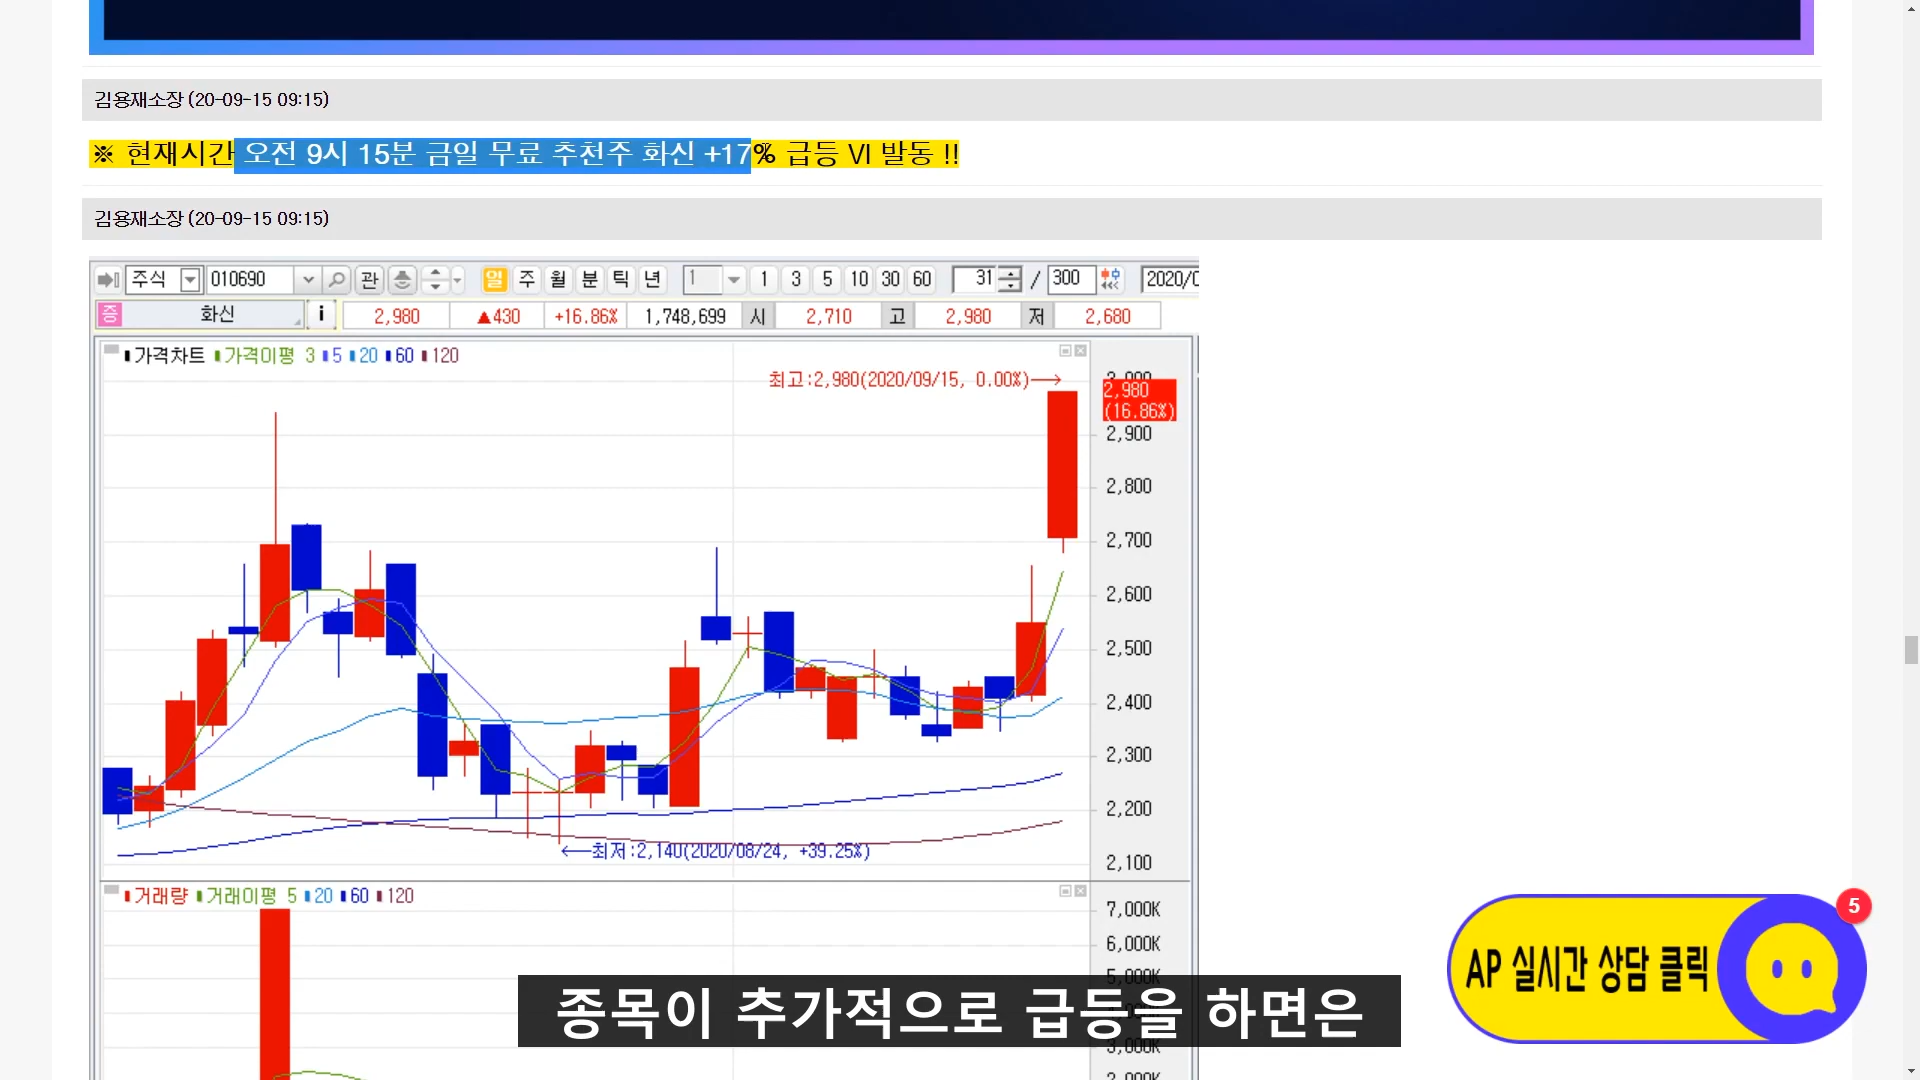 김용재소장 (20-09-15 09:15)
※ 현재시간 오전 9시 15분 금일 무료 추천주 화신 +17% 급등 VI 발동 !!
김용재소장 (20-09-15 09:15)
주식 010690 관 일 주 월 분 틱 년 1 1 3 5 10 30 60 31 / 300 2020/0
증 화신 i 2,980 ▲430 +16.86% 1,748,699 시 2,710 고 2,980 저 2,680
가격차트 가격이평 3 5 20 60 120
최고:2,980(2020/09/15, 0.00%)→
3,000
2,980
(16.86%)
2,900
2,800
2,700
2,600
2,500
2,400
2,300
2,200
←최저:2,140(2020/08/24, +39.25%)
2,100
거래량 거래이평 5 20 60 120
7,000K
6,000K
5,000K
3,000K
2,000K
종목이 추가적으로 급등을 하면은
AP 실시간 상담 클릭
5